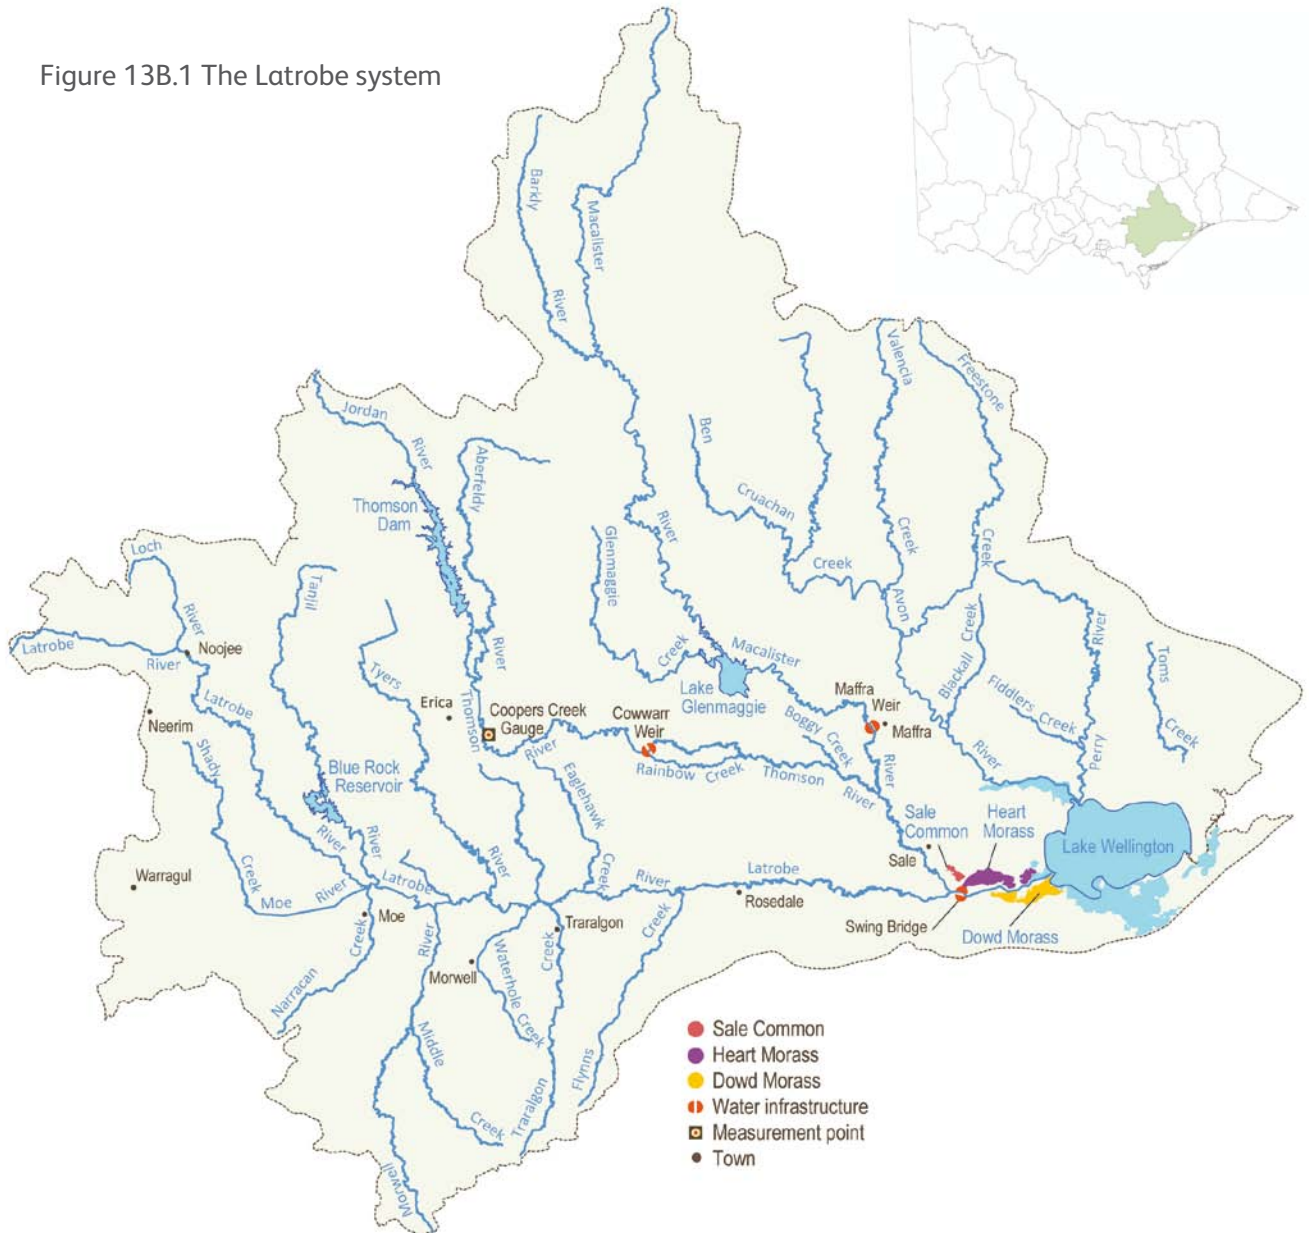 Figure 13B.1 The Latrobe system
Barkly
River
Macalister
River
Jordan
River
Thomson
Dam
Aberfeldy
River
Thomson
River
Ben
Cruachan
Creek
Valencia
Creek
Freestone
Creek
Glenmaggie
Creek
Lake
Glenmaggie
Macalister
River
Avon
River
Blackall Creek
Fiddlers Creek
Perry
River
Toms
Creek
Loch
River
Noojee
Latrobe
River
Latrobe
River
Neerim
Tanjil
River
Tyers
River
Erica
Coopers Creek
Gauge
Cowwarr
Weir
Rainbow Creek
Thomson
River
Boggy
Creek
Maffra
Weir
Maffra
Shady
Creek
Blue Rock
Reservoir
Eaglehawk
Creek
Sale
Common
Heart
Morass
Lake Wellington
Sale
Warragul
Moe
River
Latrobe
River
Latrobe
Rosedale
Swing Bridge
Dowd Morass
Moe
Narracan
Creek
River
Morwell
Morwell
Waterhole Creek
Traralgon
Traralgon
Creek
Flynns
Creek
Middle
Creek
Sale Common
Heart Morass
Dowd Morass
Water infrastructure
Measurement point
Town